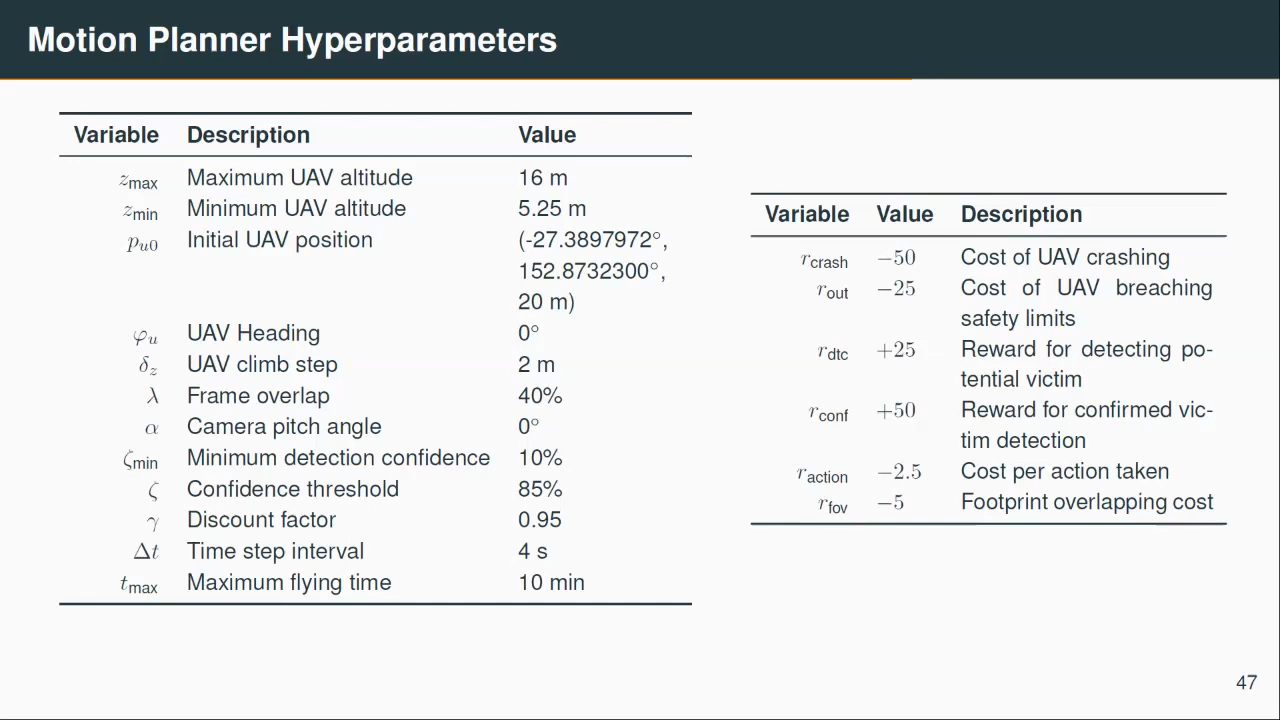 Motion Planner Hyperparameters
Variable Description Value
z_max Maximum UAV altitude 16 m
z_min Minimum UAV altitude 5.25 m
p_u0 Initial UAV position (-27.3897972°,
152.8732300°,
20 m)
φ_u UAV Heading 0°
δ_z UAV climb step 2 m
λ Frame overlap 40%
α Camera pitch angle 0°
ζ_min Minimum detection confidence 10%
ζ Confidence threshold 85%
γ Discount factor 0.95
Δt Time step interval 4 s
t_max Maximum flying time 10 min
Variable Value Description
r_crash −50 Cost of UAV crashing
r_out −25 Cost of UAV breaching
safety limits
r_dtc +25 Reward for detecting po-
tential victim
r_conf +50 Reward for confirmed vic-
tim detection
r_action −2.5 Cost per action taken
r_fov −5 Footprint overlapping cost
47